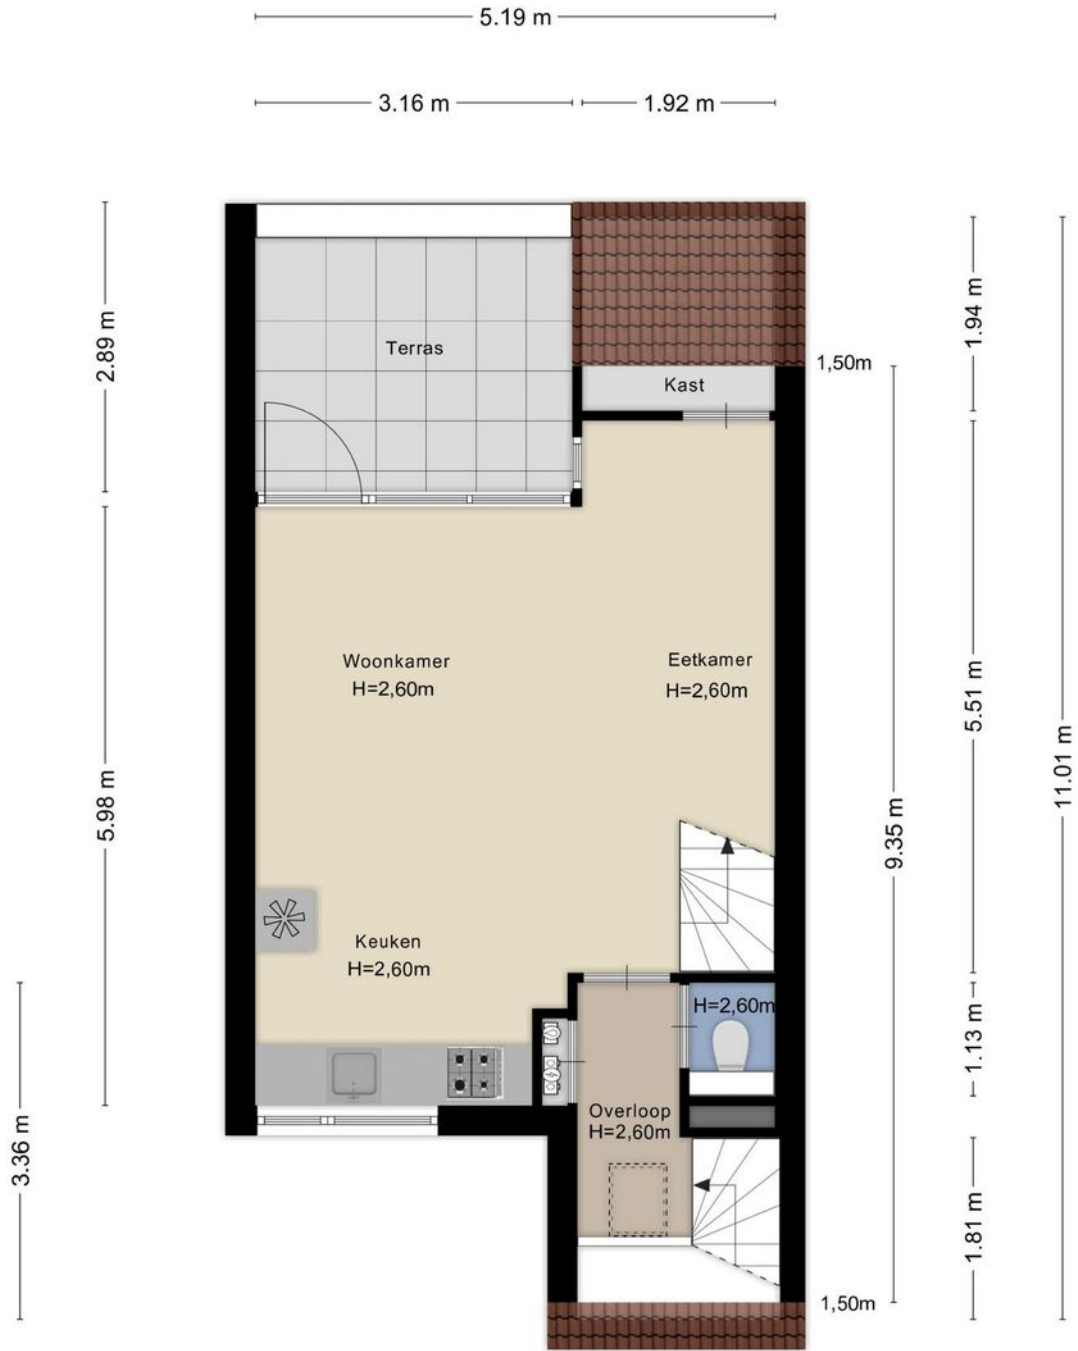 5.19 m
3.16 m
1.92 m
2.89 m
1.94 m
Terras
1,50m
Kast
Woonkamer
H=2,60m
Eetkamer
H=2,60m
5.51 m
11.01 m
5.98 m
9.35 m
Keuken
H=2,60m
H=2,60m
1.13 m
Overloop
H=2,60m
3.36 m
1.81 m
1,50m